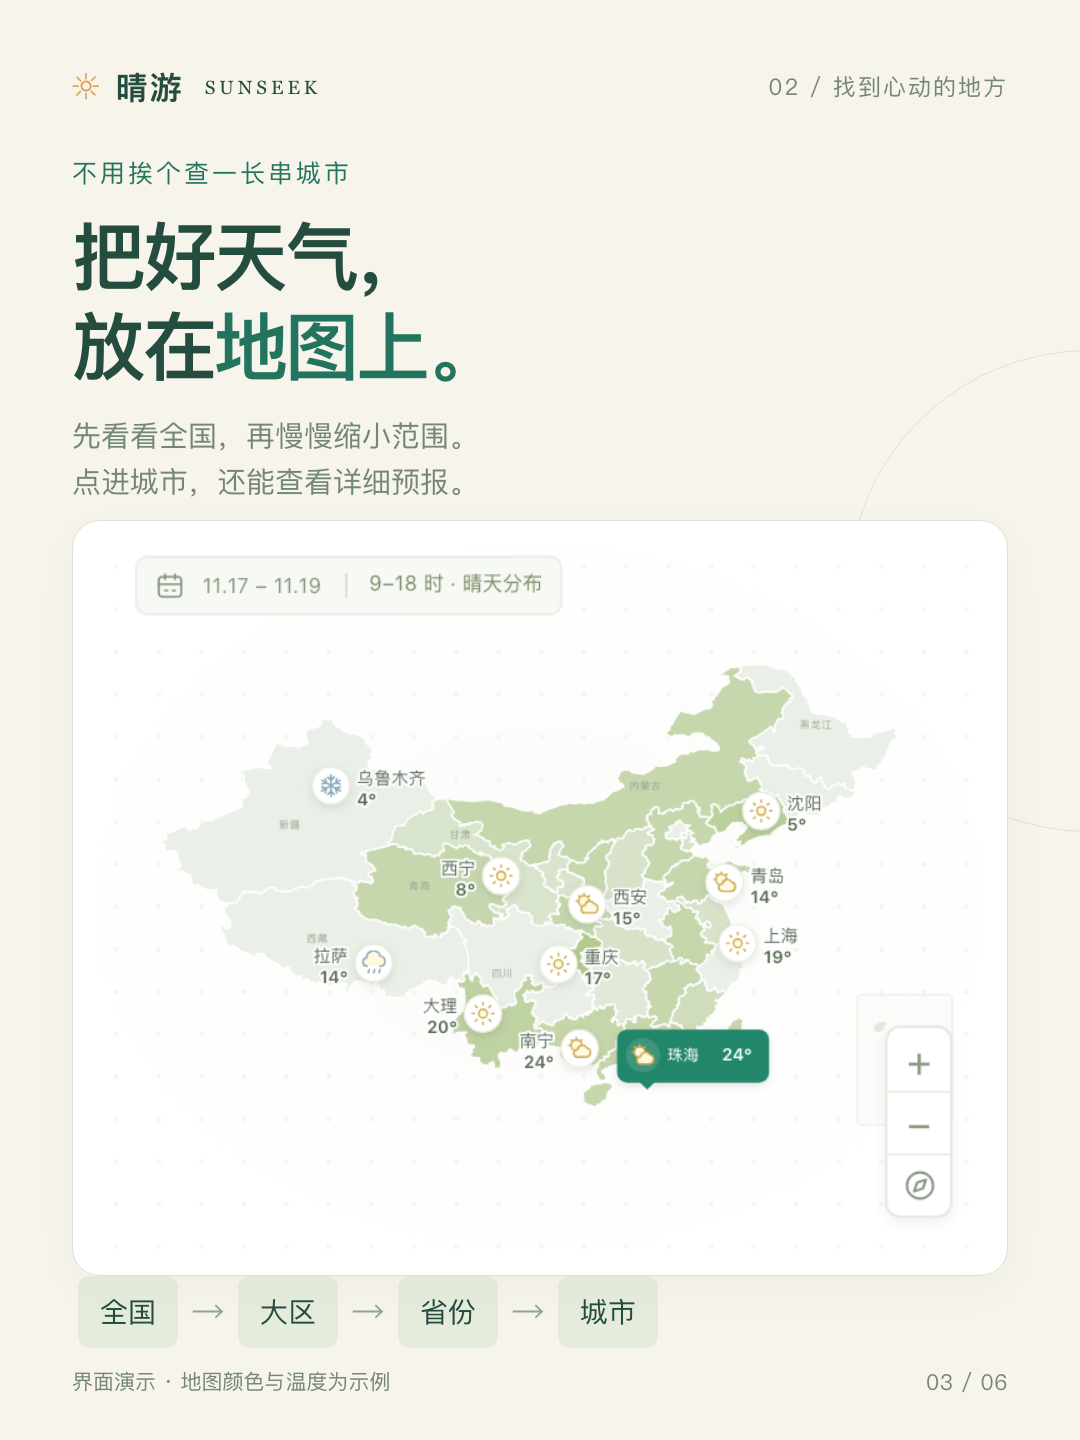 晴游 SUNSEEK
02 / 找到心动的地方
不用挨个查一长串城市
把好天气，
放在地图上。
先看看全国，再慢慢缩小范围。
点进城市，还能查看详细预报。
11.17 – 11.19 | 9–18 时 · 晴天分布
黑龙江
内蒙古
乌鲁木齐
4°
沈阳
5°
新疆
甘肃
西宁
8°
青海
青岛
14°
西安
15°
上海
19°
西藏
拉萨
14°
重庆
17°
四川
大理
20°
南宁
24°
珠海 24°
全国 → 大区 → 省份 → 城市
界面演示 · 地图颜色与温度为示例
03 / 06